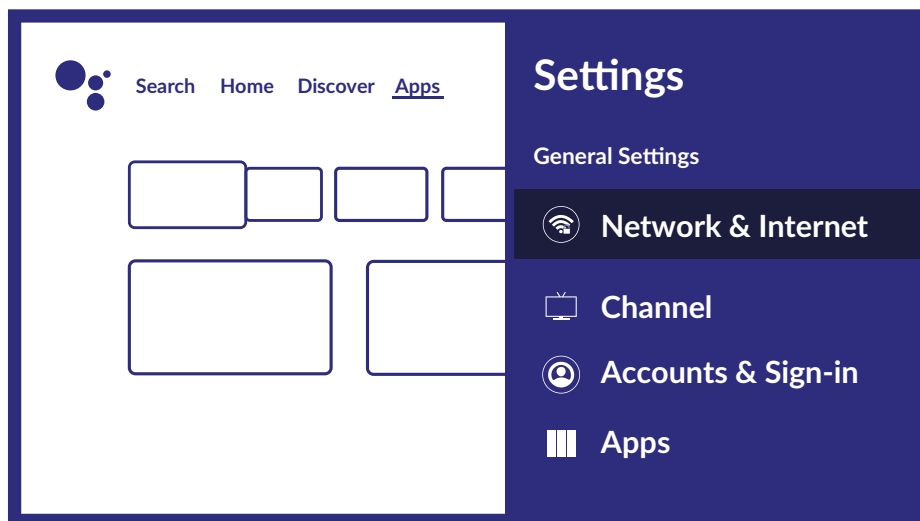 Search Home Discover Apps
Settings
General Settings
Network & Internet
Channel
Accounts & Sign-in
Apps